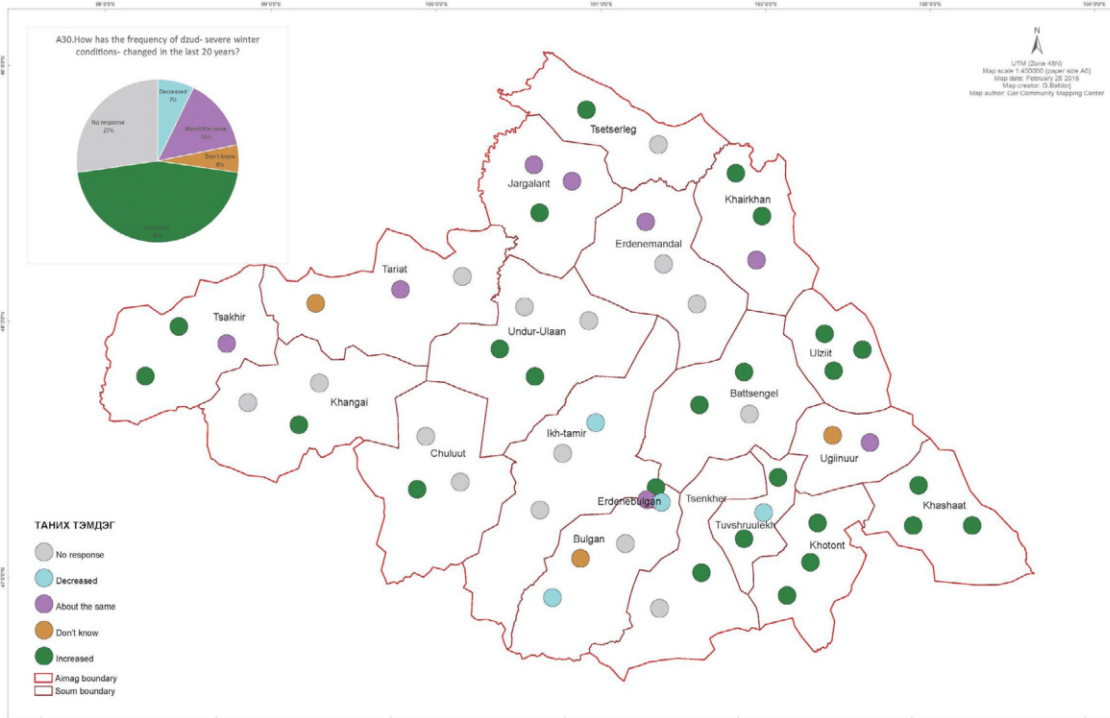 A30.How has the frequency of dzud- severe winter
conditions- changed in the last 20 years?
Decreased
7%
No response
27%
About the same
Don't know
6%
N
UTM (Zone 48N)
Map scale 1:400000 (paper size A0)
Map date: February 26 2018
Map creator: G.Batdorj
Map author: Ger Community Mapping Center
Tsetserleg
Jargalant
Khairkhan
Erdenemandal
Tariat
Tsakhir
Undur-Ulaan
Ulziit
Khangai
Battsengel
Ikh-tamir
Chuluut
Ugiinuur
Erdenebulgan
Tsenkher
Khashaat
Tuvshruulekh
Bulgan
Khotont
ТАНИХ ТЭМДЭГ
No response
Decreased
About the same
Don't know
Increased
Aimag boundary
Soum boundary